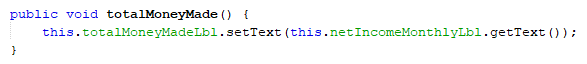 public void totalMoneyMade() {
    this.totalMoneyMadeLbl.setText(this.netIncomeMonthlyLbl.getText());
}